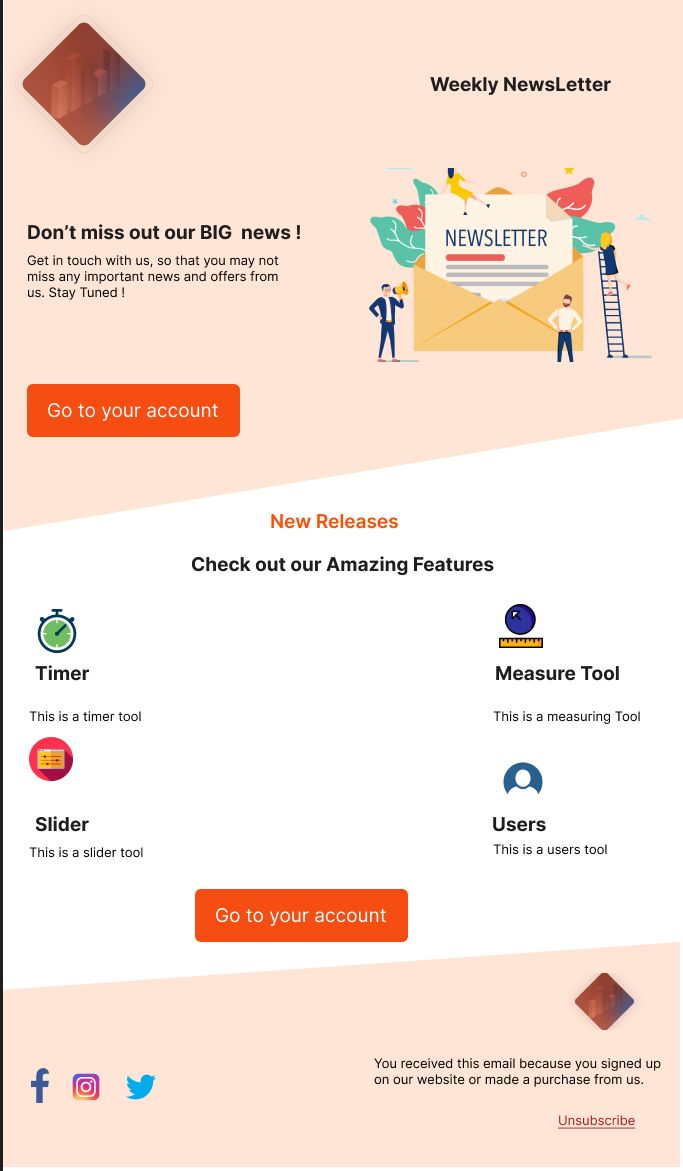 Weekly NewsLetter
NEWSLETTER
Don’t miss out our BIG  news !
Get in touch with us, so that you may not
miss any important news and offers from
us. Stay Tuned !
Go to your account
New Releases
Check out our Amazing Features
Timer
Measure Tool
This is a timer tool
This is a measuring Tool
Slider
Users
This is a slider tool
This is a users tool
Go to your account
You received this email because you signed up
on our website or made a purchase from us.
Unsubscribe